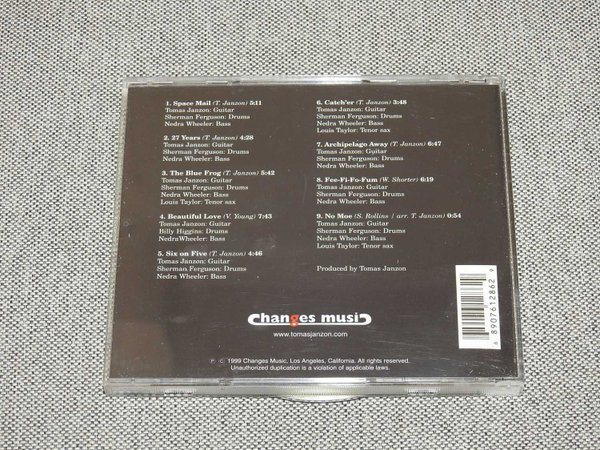 1. Space Mail (T. Janzon) 5:11
Tomas Janzon: Guitar
Sherman Ferguson: Drums
Nedra Wheeler: Bass
2. 27 Years (T. Janzon) 4:28
Tomas Janzon: Guitar
Sherman Ferguson: Drums
Nedra Wheeler: Bass
3. The Blue Frog (T. Janzon) 5:42
Tomas Janzon: Guitar
Sherman Ferguson: Drums
Nedra Wheeler: Bass
Louis Taylor: Tenor sax
4. Beautiful Love (V. Young) 7:43
Tomas Janzon: Guitar
Billy Higgins: Drums
NedraWheeler: Bass
5. Six on Five (T. Janzon) 4:46
Tomas Janzon: Guitar
Sherman Ferguson: Drums
Nedra Wheeler: Bass
6. Catch'er (T. Janzon) 3:48
Tomas Janzon: Guitar
Sherman Ferguson: Drums
Nedra Wheeler: Bass
Louis Taylor: Tenor sax
7. Archipelago Away (T. Janzon) 6:47
Tomas Janzon: Guitar
8. Fee-Fi-Fo-Fum (W. Shorter) 6:19
Tomas Janzon: Guitar
Sherman Ferguson: Drums
Nedra Wheeler: Bass
9. No Moe (S. Rollins / arr. T. Janzon) 0:54
Tomas Janzon: Guitar
Sherman Ferguson: Drums
Nedra Wheeler: Bass
Louis Taylor: Tenor sax
Produced by Tomas Janzon
Changes music
www.tomasjanzon.com
Ⓟ © 1999 Changes Music, Los Angeles, California. All rights reserved.
Unauthorized duplication is a violation of applicable laws.
6 89076 12862 9